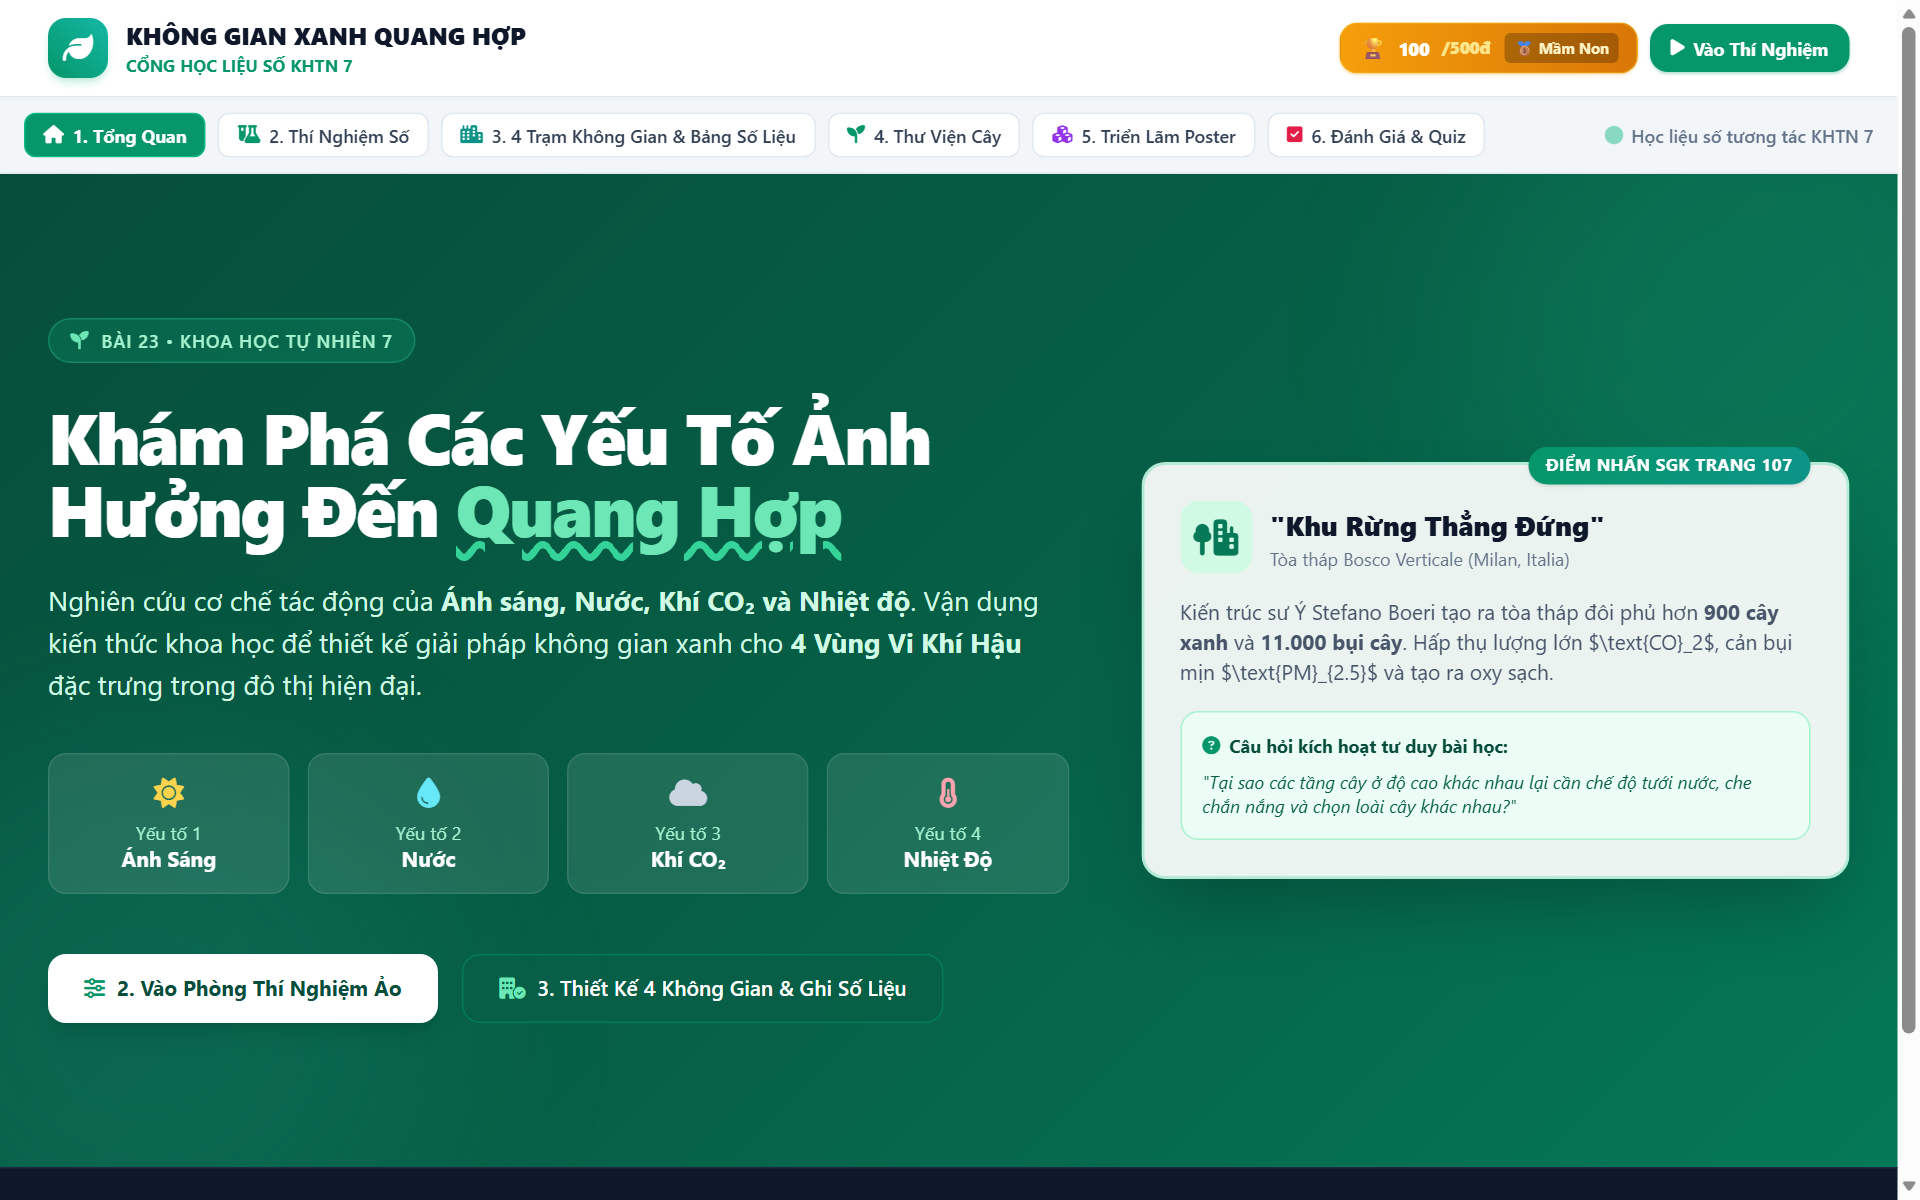 KHÔNG GIAN XANH QUANG HỢP
CỔNG HỌC LIỆU SỐ KHTN 7
100 /500đ Mầm Non
Vào Thí Nghiệm
1. Tổng Quan
2. Thí Nghiệm Số
3. 4 Trạm Không Gian & Bảng Số Liệu
4. Thư Viện Cây
5. Triển Lãm Poster
6. Đánh Giá & Quiz
Học liệu số tương tác KHTN 7
BÀI 23 • KHOA HỌC TỰ NHIÊN 7
Khám Phá Các Yếu Tố Ảnh
Hưởng Đến Quang Hợp
Nghiên cứu cơ chế tác động của Ánh sáng, Nước, Khí CO₂ và Nhiệt độ. Vận dụng
kiến thức khoa học để thiết kế giải pháp không gian xanh cho 4 Vùng Vi Khí Hậu
đặc trưng trong đô thị hiện đại.
Yếu tố 1
Ánh Sáng
Yếu tố 2
Nước
Yếu tố 3
Khí CO₂
Yếu tố 4
Nhiệt Độ
2. Vào Phòng Thí Nghiệm Ảo
3. Thiết Kế 4 Không Gian & Ghi Số Liệu
ĐIỂM NHẤN SGK TRANG 107
"Khu Rừng Thẳng Đứng"
Tòa tháp Bosco Verticale (Milan, Italia)
Kiến trúc sư Ý Stefano Boeri tạo ra tòa tháp đôi phủ hơn 900 cây
xanh và 11.000 bụi cây. Hấp thụ lượng lớn $\text{CO}_2$, cản bụi
mịn $\text{PM}_{2.5}$ và tạo ra oxy sạch.
Câu hỏi kích hoạt tư duy bài học:
"Tại sao các tầng cây ở độ cao khác nhau lại cần chế độ tưới nước, che
chắn nắng và chọn loài cây khác nhau?"